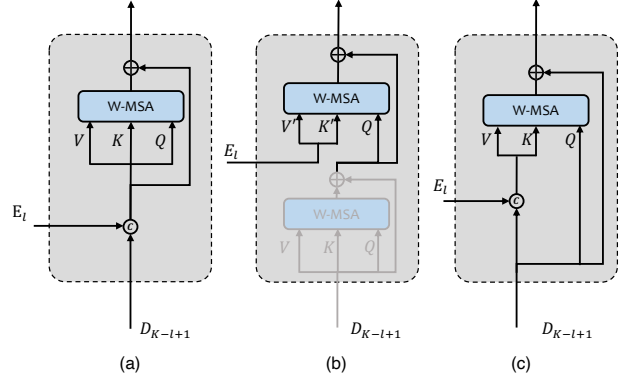 W-MSA
V K Q
E_l
c
D_{K-l+1}
(a)
W-MSA
V' K' Q
E_l
W-MSA
V K Q
D_{K-l+1}
(b)
W-MSA
V K Q
E_l
c
D_{K-l+1}
(c)